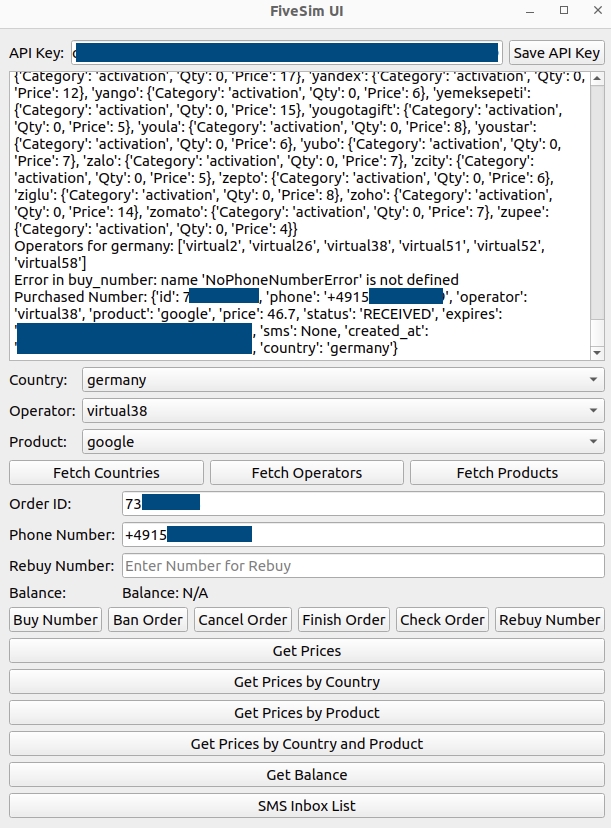 FiveSim UI
API Key:
Save API Key
{'Category': 'activation', 'Qty': 0, 'Price': 17}, 'yandex': {'Category': 'activation', 'Qty': 0,
'Price': 12}, 'yango': {'Category': 'activation', 'Qty': 0, 'Price': 6}, 'yemeksepeti':
{'Category': 'activation', 'Qty': 0, 'Price': 15}, 'yougotagift': {'Category': 'activation',
'Qty': 0, 'Price': 5}, 'youla': {'Category': 'activation', 'Qty': 0, 'Price': 8}, 'youstar':
{'Category': 'activation', 'Qty': 0, 'Price': 6}, 'yubo': {'Category': 'activation', 'Qty': 0,
'Price': 7}, 'zalo': {'Category': 'activation', 'Qty': 0, 'Price': 7}, 'zcity': {'Category':
'activation', 'Qty': 0, 'Price': 5}, 'zepto': {'Category': 'activation', 'Qty': 0, 'Price': 6},
'ziglu': {'Category': 'activation', 'Qty': 0, 'Price': 8}, 'zoho': {'Category': 'activation',
'Qty': 0, 'Price': 14}, 'zomato': {'Category': 'activation', 'Qty': 0, 'Price': 7}, 'zupee':
{'Category': 'activation', 'Qty': 0, 'Price': 4}}
Operators for germany: ['virtual2', 'virtual26', 'virtual38', 'virtual51', 'virtual52',
'virtual58']
Error in buy_number: name 'NoPhoneNumberError' is not defined
Purchased Number: {'id': 7 , 'phone': '+4915 ', 'operator':
'virtual38', 'product': 'google', 'price': 46.7, 'status': 'RECEIVED', 'expires':
' , 'sms': None, 'created_at':
' , 'country': 'germany'}
Country: germany
Operator: virtual38
Product: google
Fetch Countries Fetch Operators Fetch Products
Order ID: 73
Phone Number: +4915
Rebuy Number: Enter Number for Rebuy
Balance: Balance: N/A
Buy Number Ban Order Cancel Order Finish Order Check Order Rebuy Number
Get Prices
Get Prices by Country
Get Prices by Product
Get Prices by Country and Product
Get Balance
SMS Inbox List